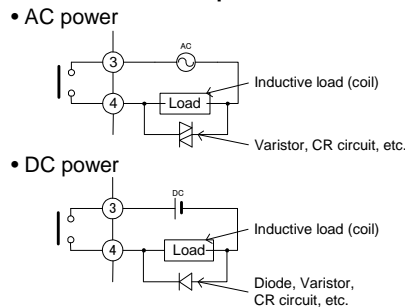 • AC power
AC
3
Inductive load (coil)
4
Load
Varistor, CR circuit, etc.
• DC power
DC
3
Inductive load (coil)
4
Load
Diode, Varistor,
CR circuit, etc.